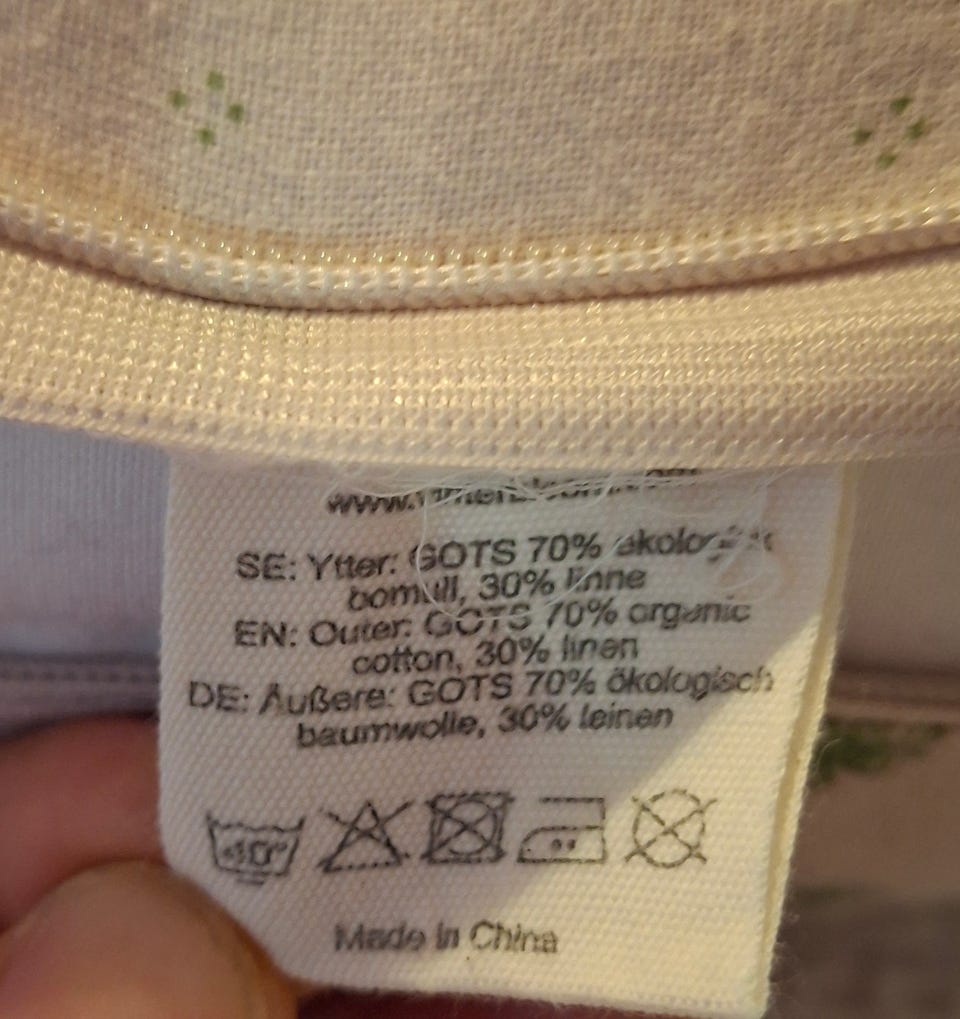 SE: Ytter: GOTS 70%
bomull, 30% linne
EN: Outer: GOTS 70% organic
cotton, 30% linen
DE: Äußere: GOTS 70% ökologisch
baumwolle, 30% leinen
Made in China